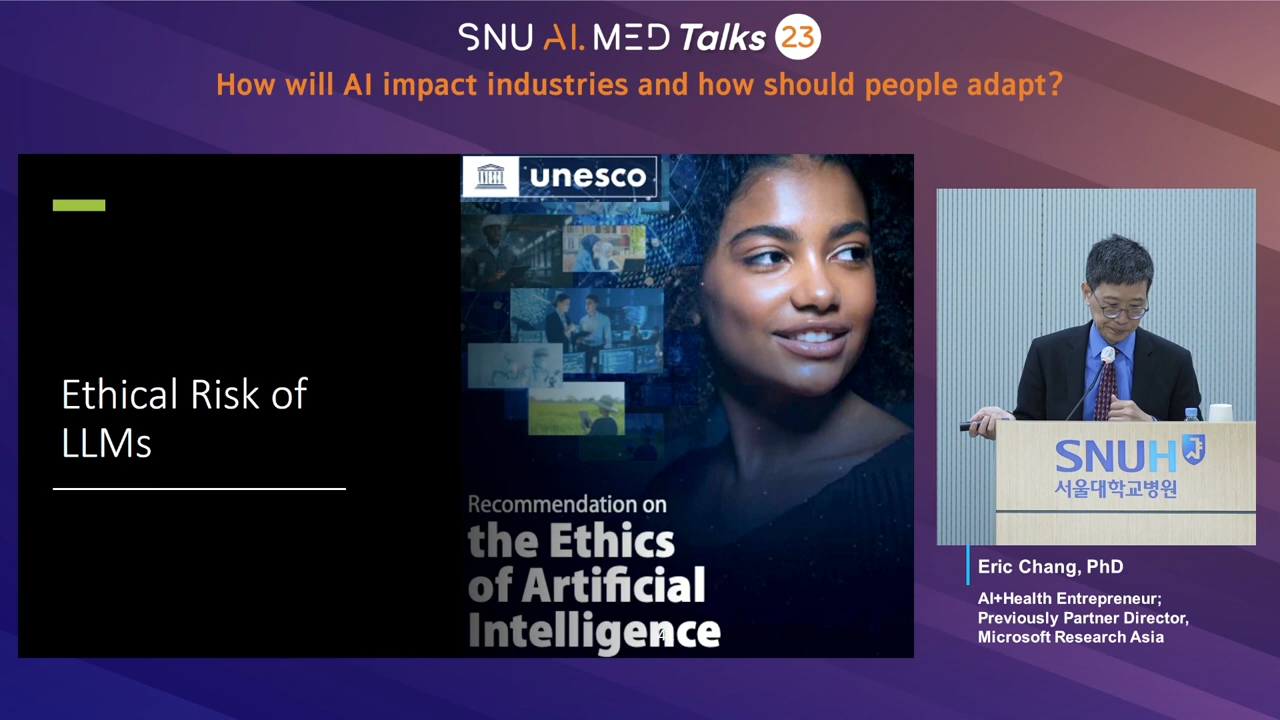 SNU AI. MED Talks 23
How will AI impact industries and how should people adapt?
unesco
Ethical Risk of
LLMs
Recommendation on
the Ethics
of Artificial
Intelligence
SNUH
서울대학교병원
Eric Chang, PhD
AI+Health Entrepreneur;
Previously Partner Director,
Microsoft Research Asia